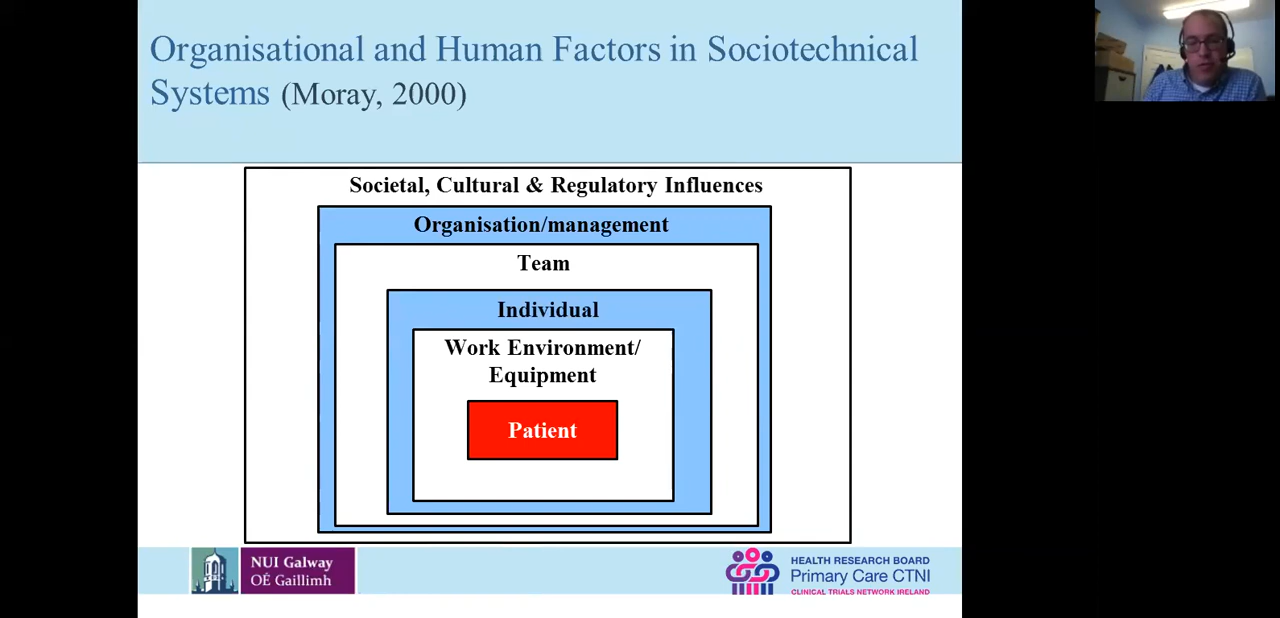 Organisational and Human Factors in Sociotechnical
Systems (Moray, 2000)
Societal, Cultural & Regulatory Influences
Organisation/management
Team
Individual
Work Environment/
Equipment
Patient
NUI Galway
OÉ Gaillimh
HEALTH RESEARCH BOARD
Primary Care CTNI
CLINICAL TRIALS NETWORK IRELAND